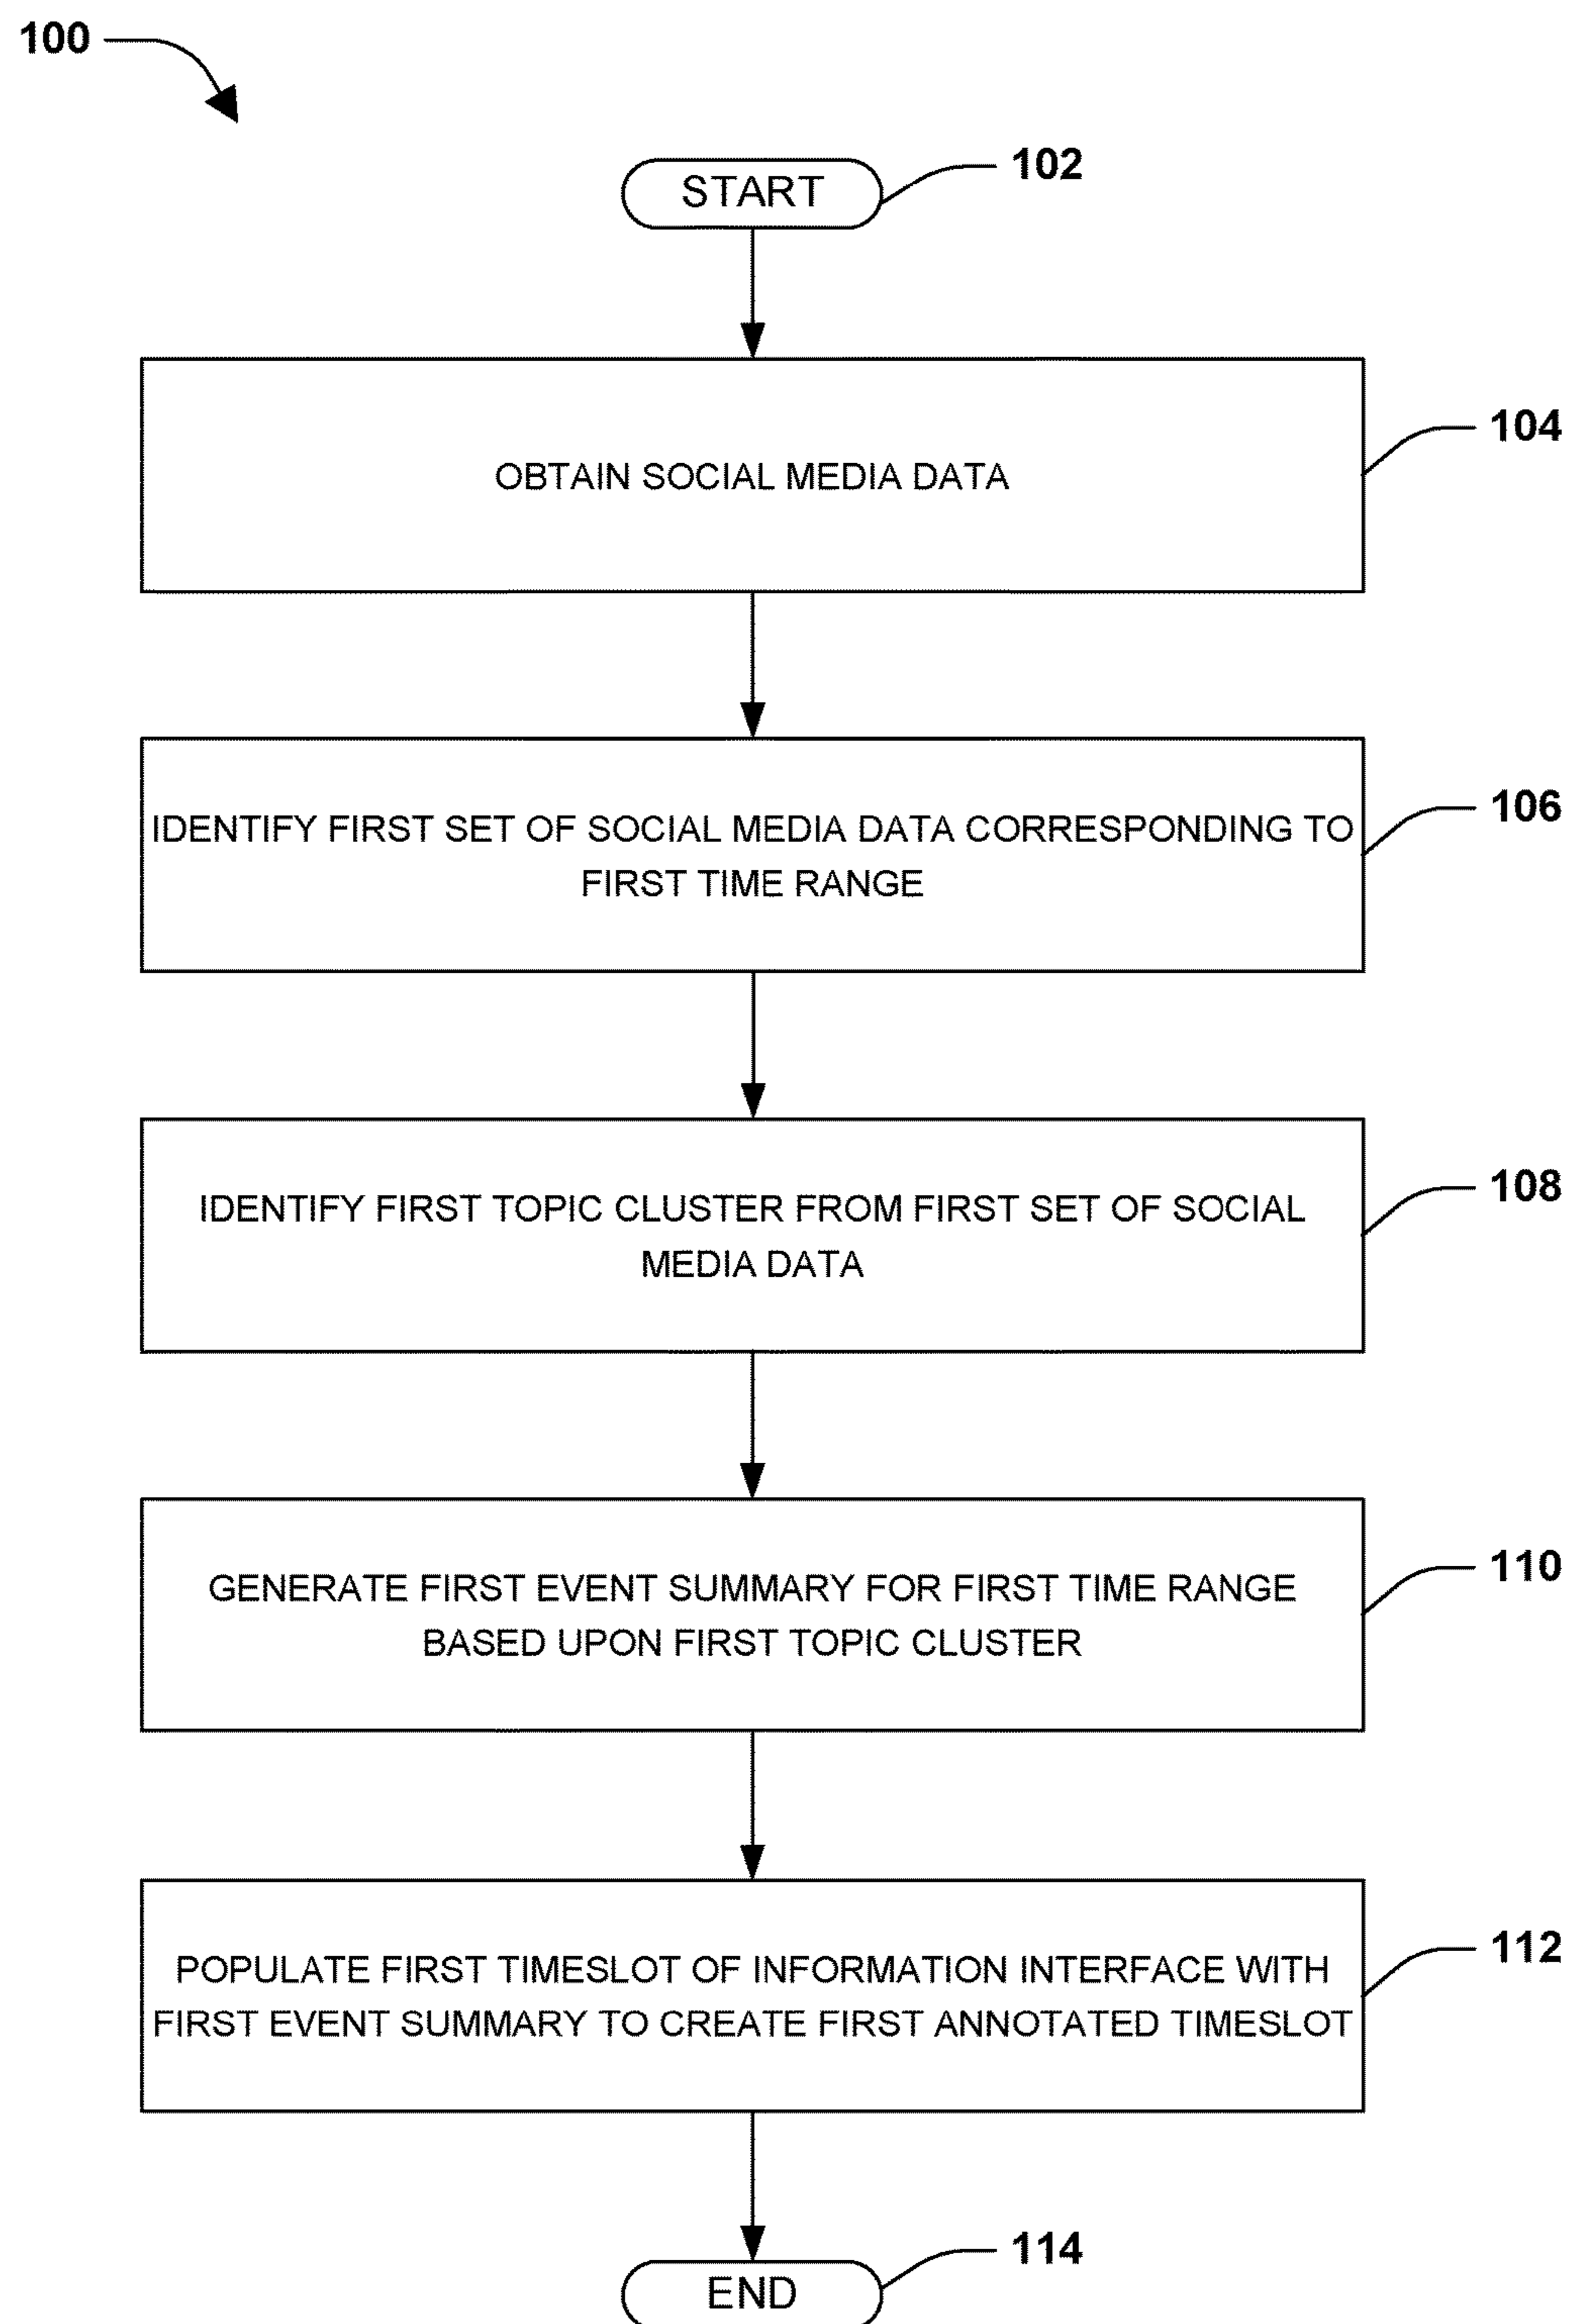 100
START
102
OBTAIN SOCIAL MEDIA DATA
104
IDENTIFY FIRST SET OF SOCIAL MEDIA DATA CORRESPONDING TO
FIRST TIME RANGE
106
IDENTIFY FIRST TOPIC CLUSTER FROM FIRST SET OF SOCIAL
MEDIA DATA
108
GENERATE FIRST EVENT SUMMARY FOR FIRST TIME RANGE
BASED UPON FIRST TOPIC CLUSTER
110
POPULATE FIRST TIMESLOT OF INFORMATION INTERFACE WITH
FIRST EVENT SUMMARY TO CREATE FIRST ANNOTATED TIMESLOT
112
END
114